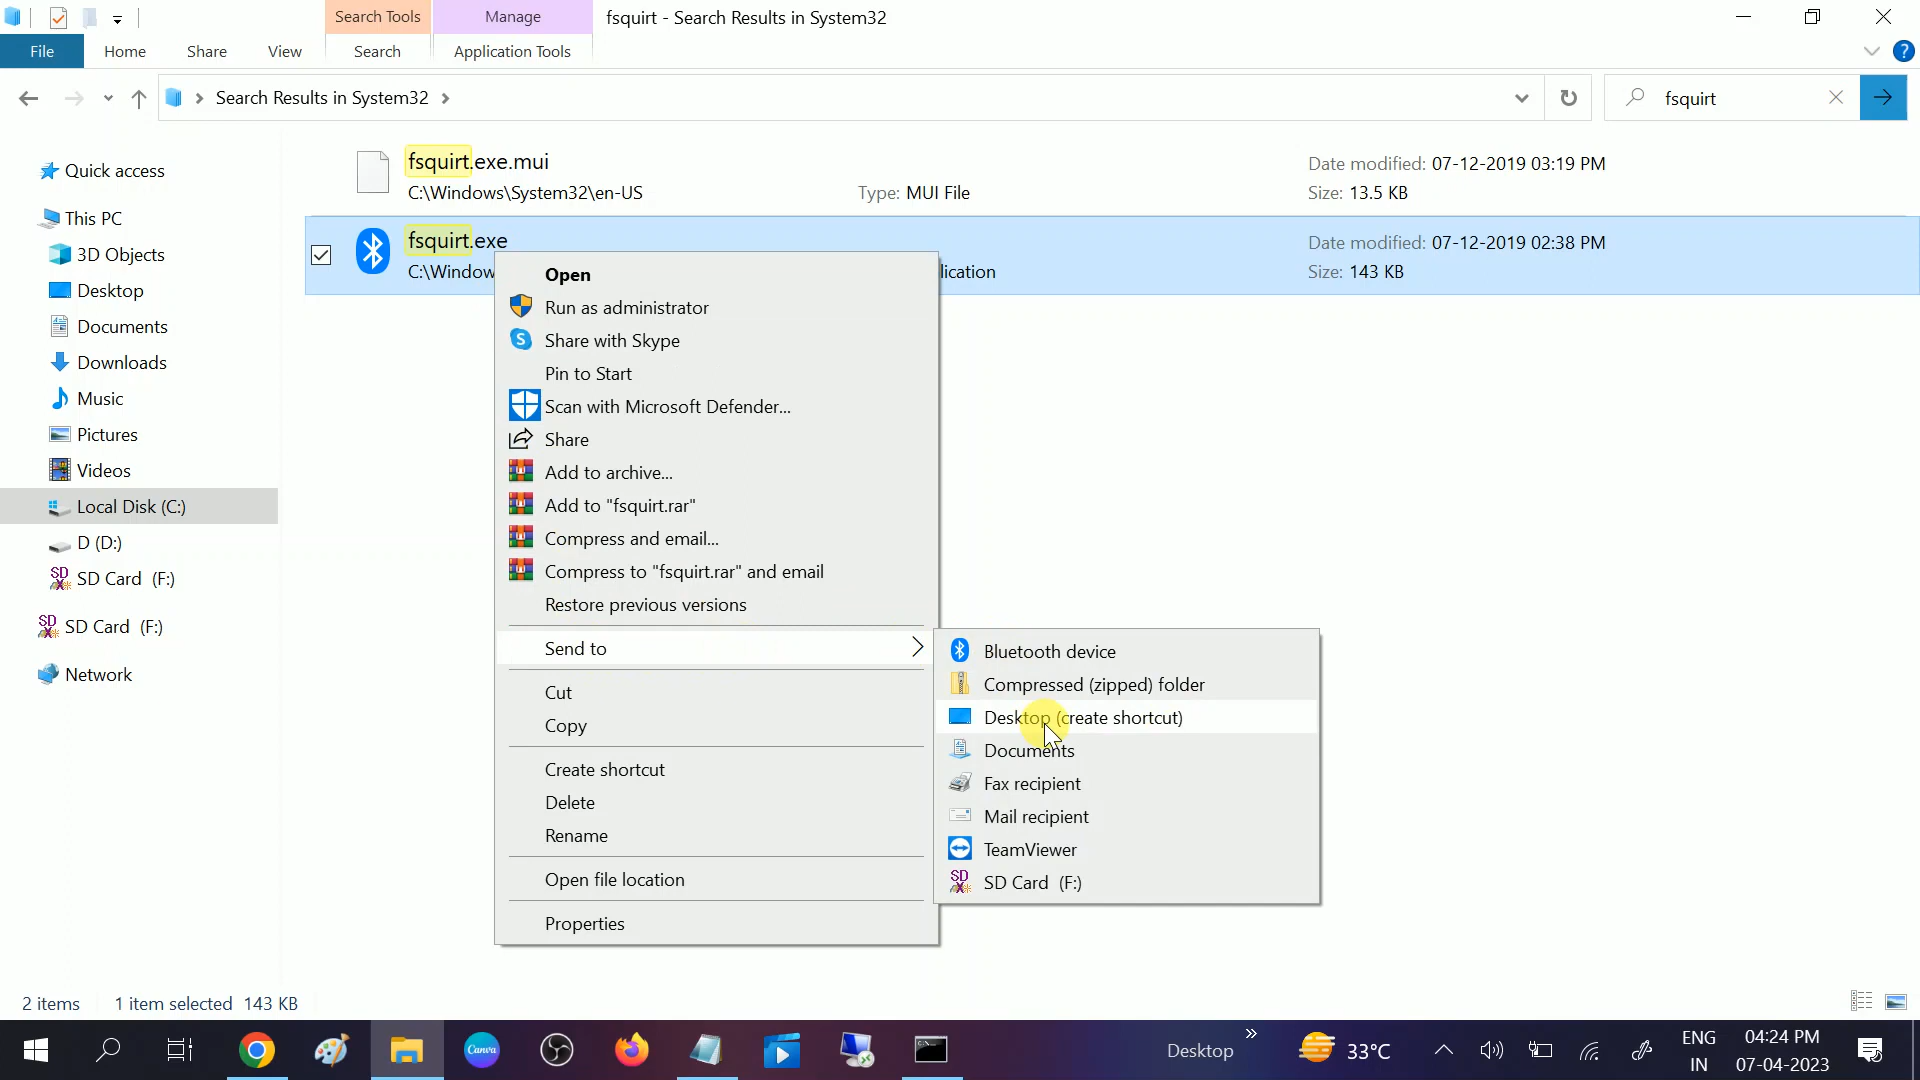 Search Tools
Manage
fsquirt - Search Results in System32
File
Home
Share
View
Search
Application Tools
?
Search Results in System32
fsquirt
Quick access
This PC
3D Objects
Desktop
Documents
Downloads
Music
Pictures
Videos
Local Disk (C:)
D (D:)
SD Card (F:)
SD Card (F:)
Network
fsquirt.exe.mui
C:\Windows\System32\en-US
Type: MUI File
Date modified: 07-12-2019 03:19 PM
Size: 13.5 KB
fsquirt.exe
C:\Window
lication
Date modified: 07-12-2019 02:38 PM
Size: 143 KB
Open
Run as administrator
Share with Skype
Pin to Start
Scan with Microsoft Defender...
Share
Add to archive...
Add to "fsquirt.rar"
Compress and email...
Compress to "fsquirt.rar" and email
Restore previous versions
Send to
Cut
Copy
Create shortcut
Delete
Rename
Open file location
Properties
Bluetooth device
Compressed (zipped) folder
Desktop (create shortcut)
Documents
Fax recipient
Mail recipient
TeamViewer
SD Card (F:)
2 items
1 item selected 143 KB
Canva
Desktop
33°C
ENG
IN
04:24 PM
07-04-2023